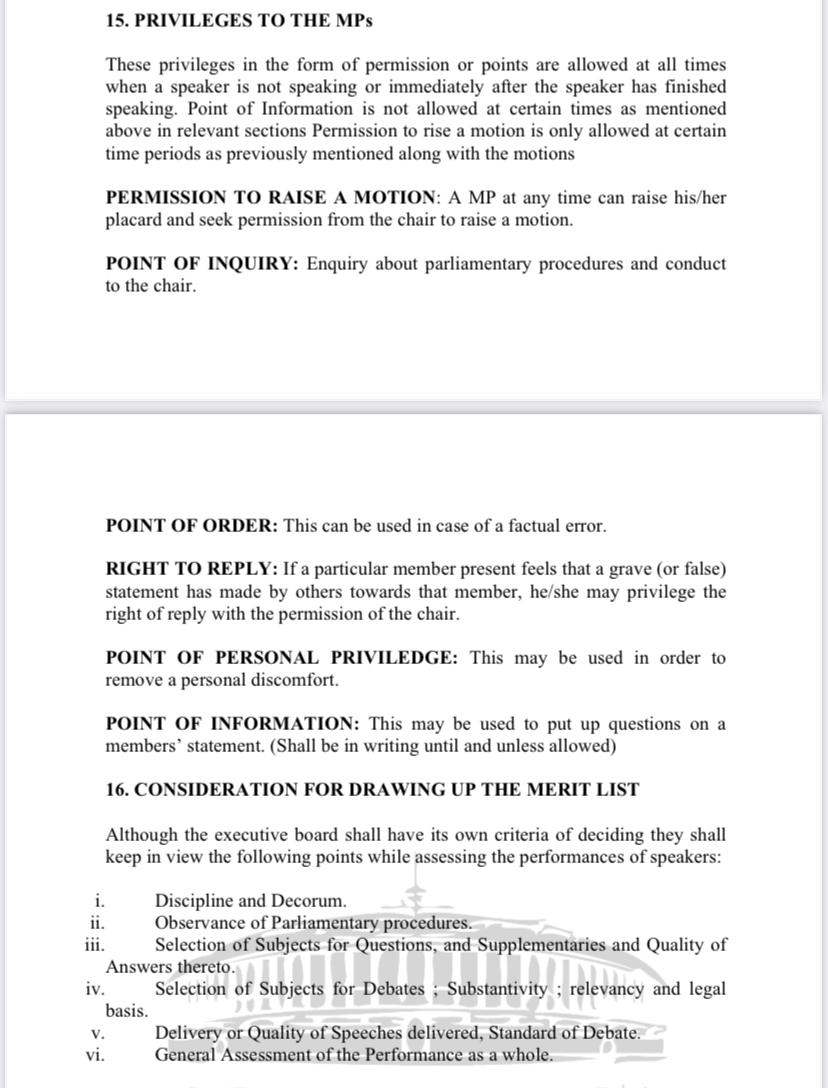 15. PRIVILEGES TO THE MPs
These privileges in the form of permission or points are allowed at all times
when a speaker is not speaking or immediately after the speaker has finished
speaking. Point of Information is not allowed at certain times as mentioned
above in relevant sections Permission to rise a motion is only allowed at certain
time periods as previously mentioned along with the motions
PERMISSION TO RAISE A MOTION: A MP at any time can raise his/her
placard and seek permission from the chair to raise a motion.
POINT OF INQUIRY: Enquiry about parliamentary procedures and conduct
to the chair.
POINT OF ORDER: This can be used in case of a factual error.
RIGHT TO REPLY: If a particular member present feels that a grave (or false)
statement has made by others towards that member, he/she may privilege the
right of reply with the permission of the chair.
POINT OF PERSONAL PRIVILEDGE: This may be used in order to
remove a personal discomfort.
POINT OF INFORMATION: This may be used to put up questions on a
members’ statement. (Shall be in writing until and unless allowed)
16. CONSIDERATION FOR DRAWING UP THE MERIT LIST
Although the executive board shall have its own criteria of deciding they shall
keep in view the following points while assessing the performances of speakers:
i. Discipline and Decorum.
ii. Observance of Parliamentary procedures.
iii. Selection of Subjects for Questions, and Supplementaries and Quality of
Answers thereto.
iv. Selection of Subjects for Debates ; Substantivity ; relevancy and legal
basis.
v. Delivery or Quality of Speeches delivered, Standard of Debate.
vi. General Assessment of the Performance as a whole.